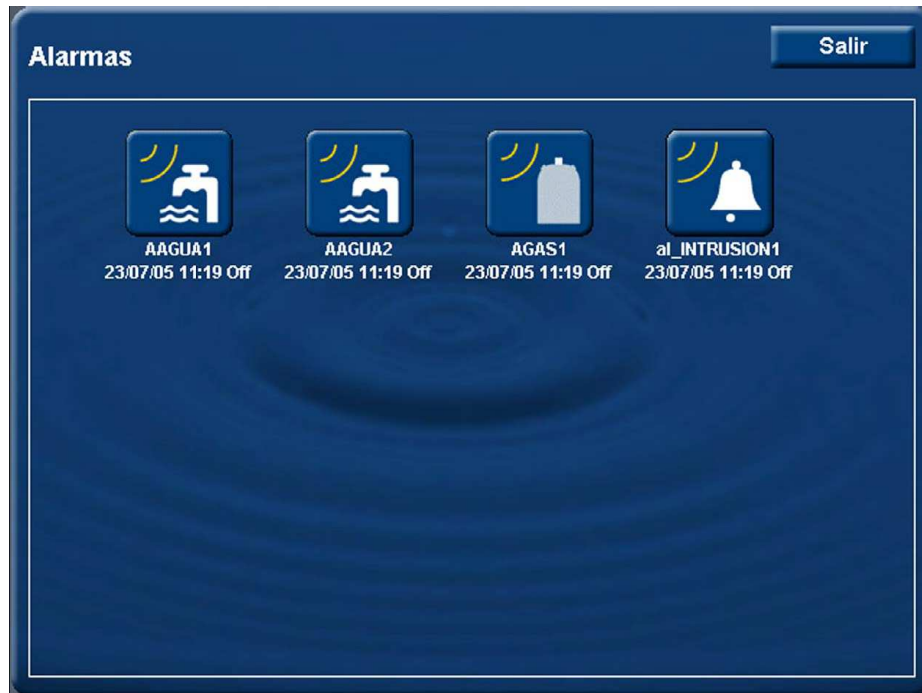 Alarmas
Salir
AAGUA1
23/07/05 11:19 Off
AAGUA2
23/07/05 11:19 Off
AGAS1
23/07/05 11:19 Off
al_INTRUSION1
23/07/05 11:19 Off